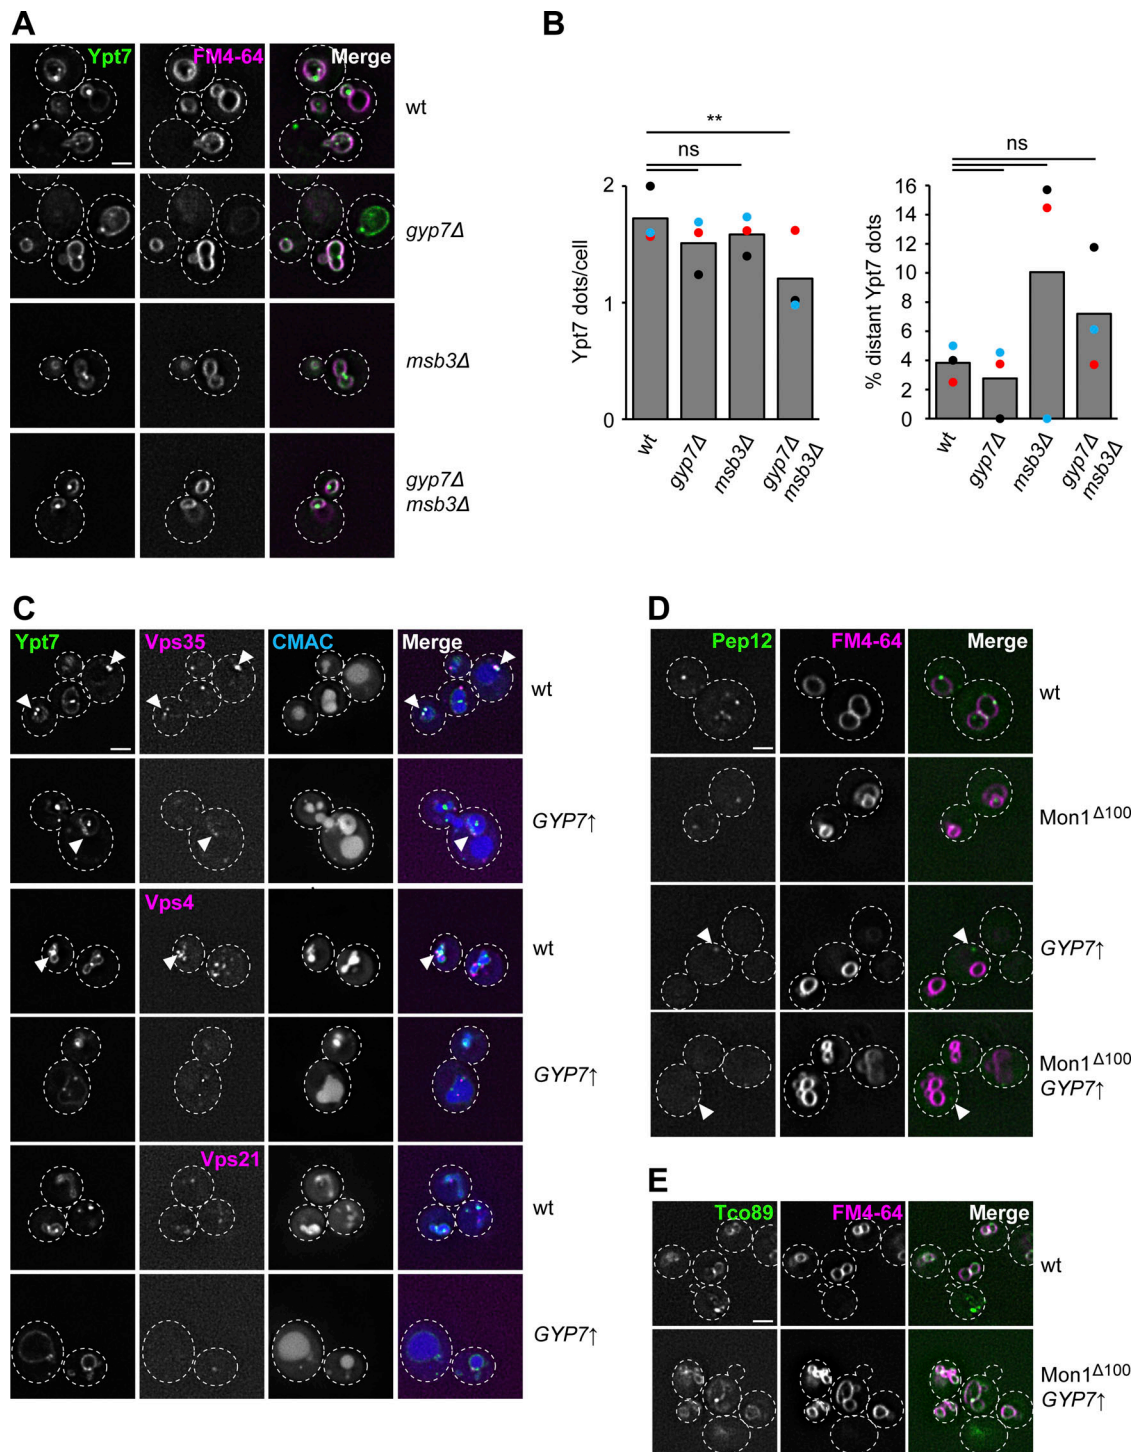 A
Ypt7 FM4-64 Merge
wt
gyp7Δ
msb3Δ
gyp7Δ
msb3Δ
B
**
ns
2
1
0
Ypt7 dots/cell
wt
gyp7Δ
msb3Δ
gyp7Δ
msb3Δ
ns
16
14
12
10
8
6
4
2
0
% distant Ypt7 dots
wt
gyp7Δ
msb3Δ
gyp7Δ
msb3Δ
C
Ypt7 Vps35 CMAC Merge
wt
GYP7↑
Vps4
wt
GYP7↑
Vps21
wt
GYP7↑
D
Pep12 FM4-64 Merge
wt
Mon1Δ100
GYP7↑
Mon1Δ100
GYP7↑
E
Tco89 FM4-64 Merge
wt
Mon1Δ100
GYP7↑